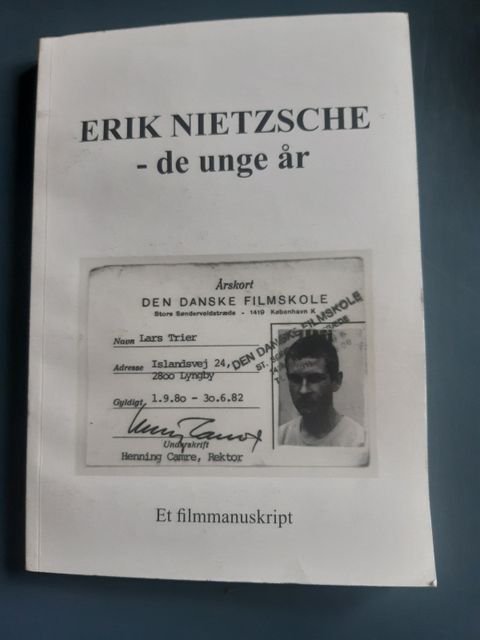 ERIK NIETZSCHE
- de unge år
Årskort
DEN DANSKE FILMSKOLE
Store Søndervoldstræde - 1419 København K
Navn Lars Trier
Adresse Islandsvej 24,
2800 Lyngby
Gyldigt 1.9.80 - 30.6.82
Underskrift
Henning Camre, Rektor
DEN DANSKE FILMSKOLE
Et filmmanuskript